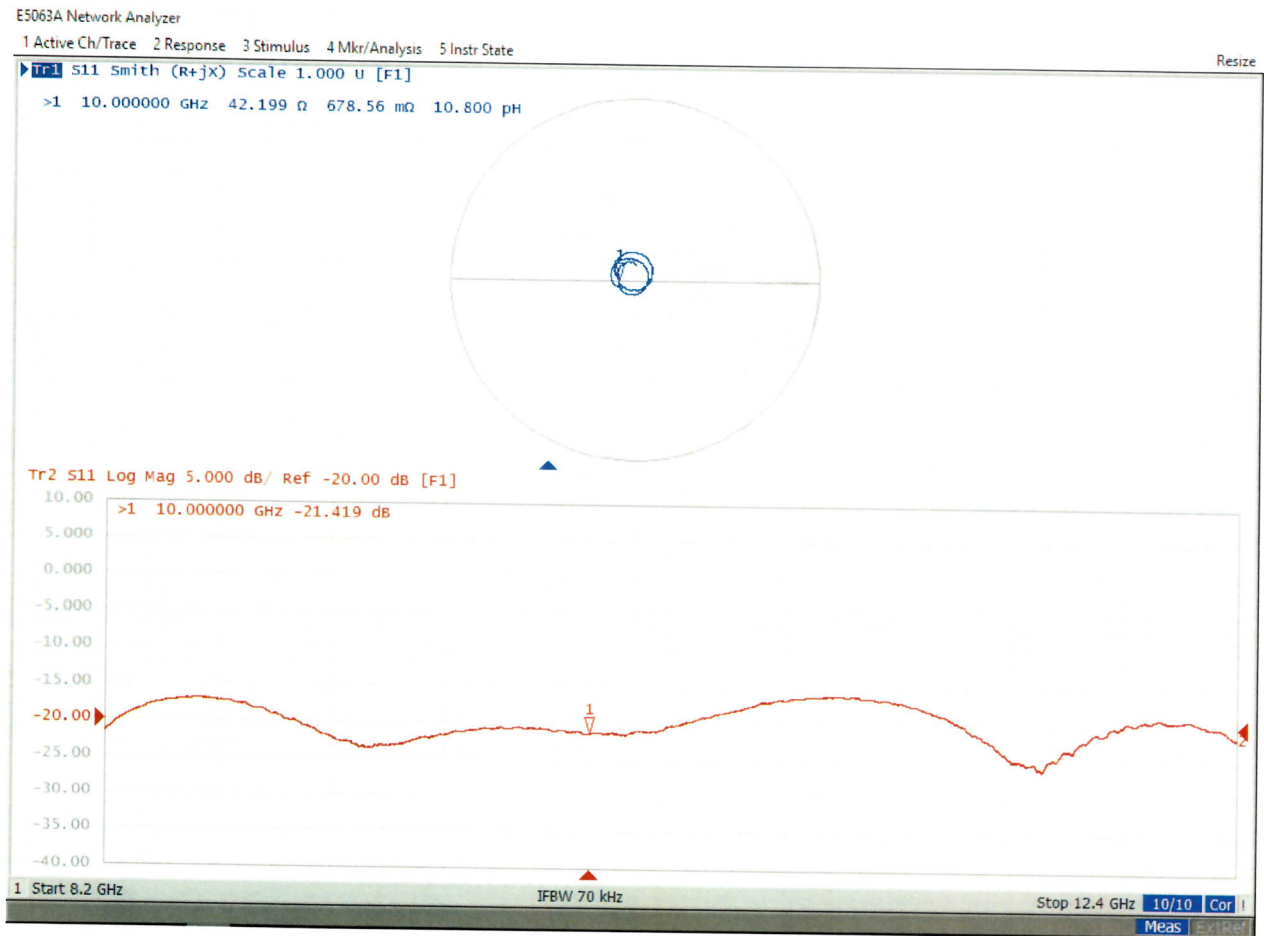 E5063A Network Analyzer
1 Active Ch/Trace 2 Response 3 Stimulus 4 Mkr/Analysis 5 Instr State
Resize
Tr1 S11 Smith (R+jX) Scale 1.000 U [F1]
>1 10.000000 GHz 42.199 Ω 678.56 mΩ 10.800 pH
1
Tr2 S11 Log Mag 5.000 dB/ Ref -20.00 dB [F1]
10.00
>1 10.000000 GHz -21.419 dB
5.000
0.000
-5.000
-10.00
-15.00
-20.00
1
2
-25.00
-30.00
-35.00
-40.00
1 Start 8.2 GHz
IFBW 70 kHz
Stop 12.4 GHz 10/10 Cor !
Meas ExtRef